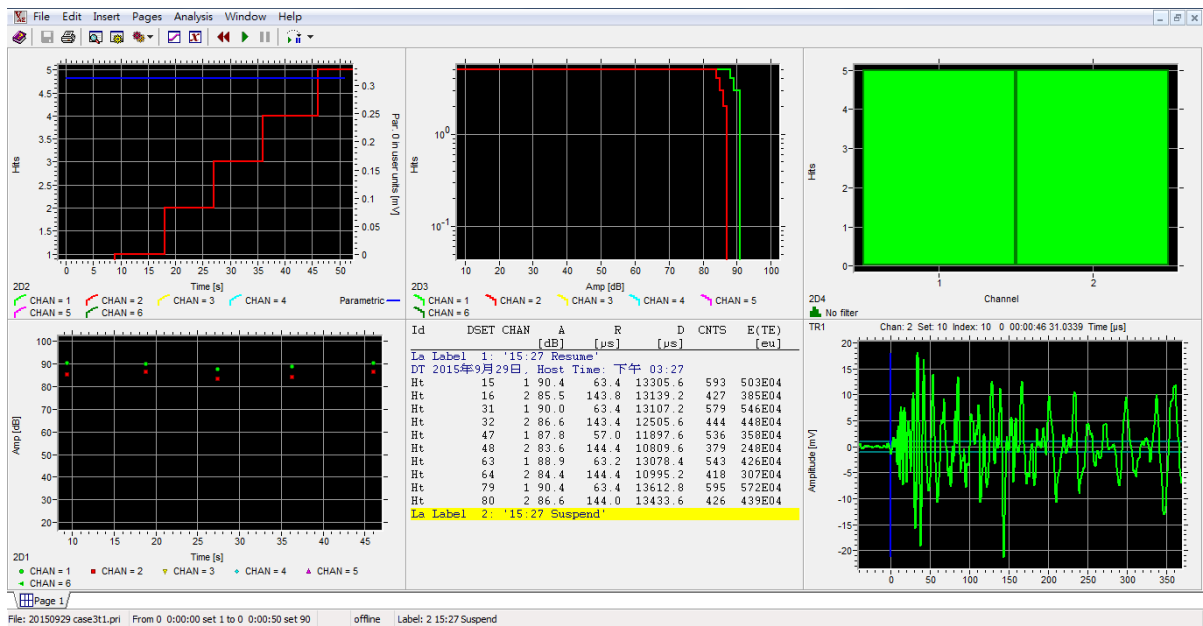 File Edit Insert Pages Analysis Window Help
5
4.5
4
3.5
3
2.5
2
1.5
1
Hits
0.3
0.25
0.2
0.15
0.1
0.05
0
Par. 0 in user units [mV]
0 5 10 15 20 25 30 35 40 45 50
Time [s]
2D2
CHAN = 1 CHAN = 2 CHAN = 3 CHAN = 4 Parametric
CHAN = 5 CHAN = 6
Hits
10^0
10^-1
10 20 30 40 50 60 70 80 90 100
Amp [dB]
2D3
CHAN = 1 CHAN = 2 CHAN = 3 CHAN = 4 CHAN = 5
CHAN = 6
Hits
5
4
3
2
1
0
1 2
Channel
2D4
No filter
100
90
80
70
60
50
40
30
20
Amp [dB]
10 15 20 25 30 35 40 45
Time [s]
2D1
CHAN = 1 CHAN = 2 CHAN = 3 CHAN = 4 CHAN = 5
CHAN = 6
Id DSET CHAN A R D CNTS E(TE)
[dB] [µs] [µs] [eu]
La Label 1: '15:27 Resume'
DT 2015年9月29日, Host Time: 下午 03:27
Ht 15 1 90.4 63.4 13305.6 593 503E04
Ht 16 2 85.5 143.8 13139.2 427 385E04
Ht 31 1 90.0 63.4 13107.2 579 546E04
Ht 32 2 86.6 143.4 12505.6 444 448E04
Ht 47 1 87.8 57.0 11897.6 536 358E04
Ht 48 2 83.6 144.4 10809.6 379 248E04
Ht 63 1 88.9 63.2 13078.4 543 426E04
Ht 64 2 84.4 144.4 10995.2 418 307E04
Ht 79 1 90.4 63.4 13612.8 595 572E04
Ht 80 2 86.6 144.0 13433.6 426 439E04
La Label 2: '15:27 Suspend'
TR1 Chan: 2 Set: 10 Index: 10 0 00:00:46 31.0339 Time [µs]
20
15
10
5
0
-5
-10
-15
-20
Amplitude [mV]
0 50 100 150 200 250 300 350
Page 1
File: 20150929 case3t1.pri From 0 0:00:00 set 1 to 0 0:00:50 set 90 offline Label: 2 15:27 Suspend